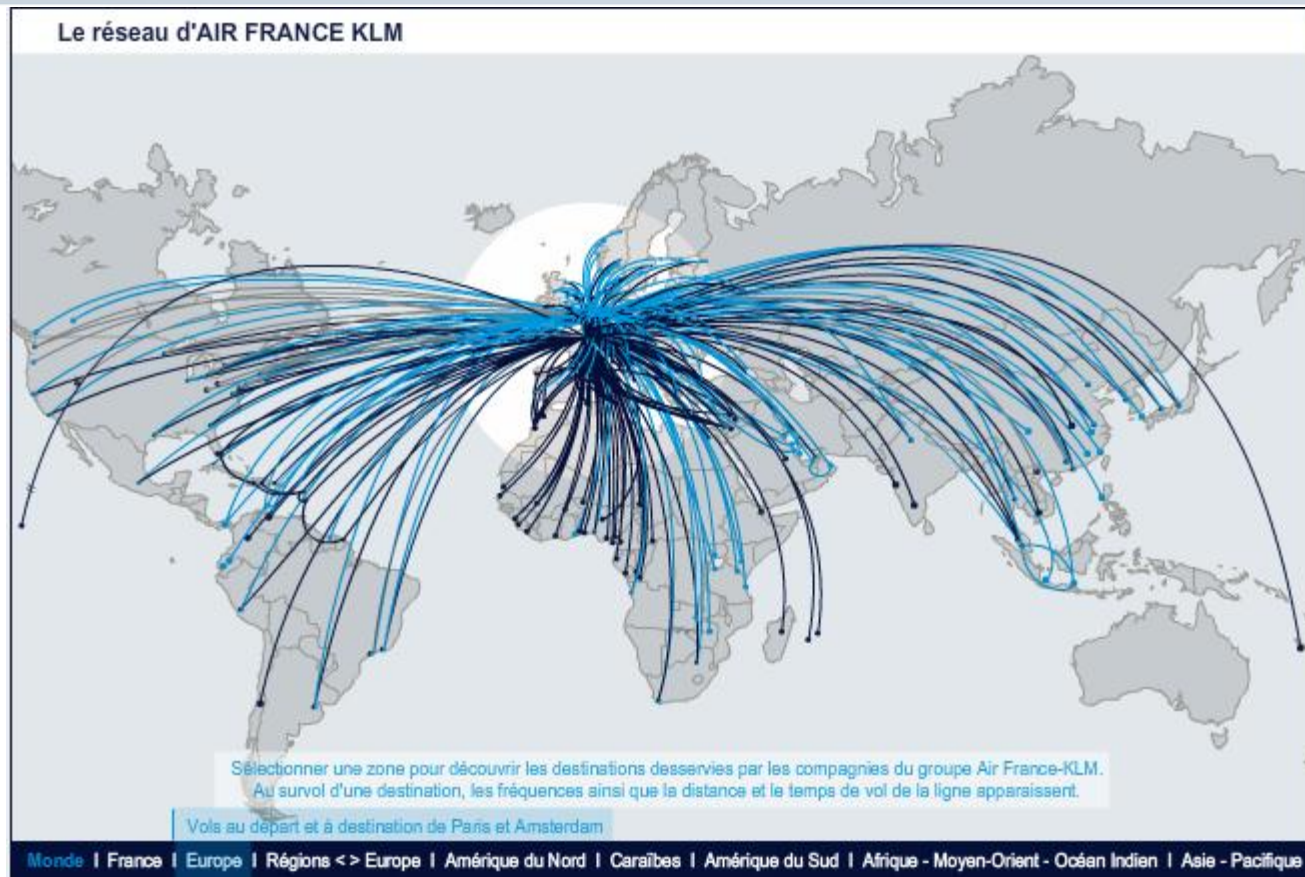 Le réseau d'AIR FRANCE KLM
Sélectionner une zone pour découvrir les destinations desservies par les compagnies du groupe Air France-KLM.
Au survol d'une destination, les fréquences ainsi que la distance et le temps de vol de la ligne apparaissent.
Vols au départ et à destination de Paris et Amsterdam
Monde I France I Europe I Régions < > Europe I Amérique du Nord I Caraïbes I Amérique du Sud I Afrique - Moyen-Orient - Océan Indien I Asie - Pacifique